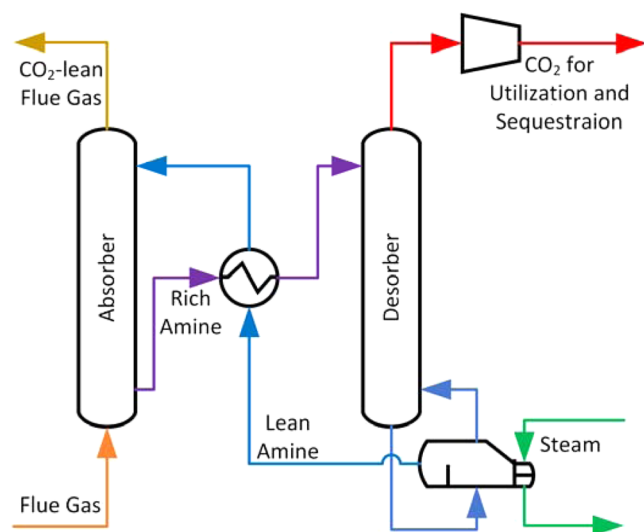 CO₂-lean
Flue Gas
CO₂ for
Utilization and
Sequestraion
Absorber
Rich
Amine
Desorber
Lean
Amine
Steam
Flue Gas